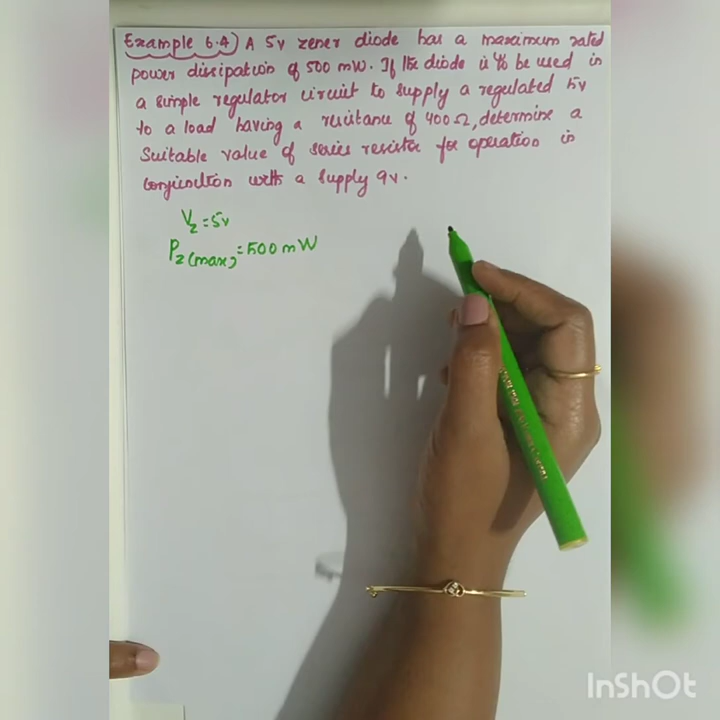 Example 6.4) A 5v zener diode has a maximum rated
power dissipation of 500 mW. If the diode is to be used in
a simple regulator circuit to supply a regulated 5v
to a load having a resistance of 400 Ω, determine a
Suitable value of series resistor for operation in
conjunction with a supply 9v.
Vz = 5v
Pz(max) = 500 mW
InShOt